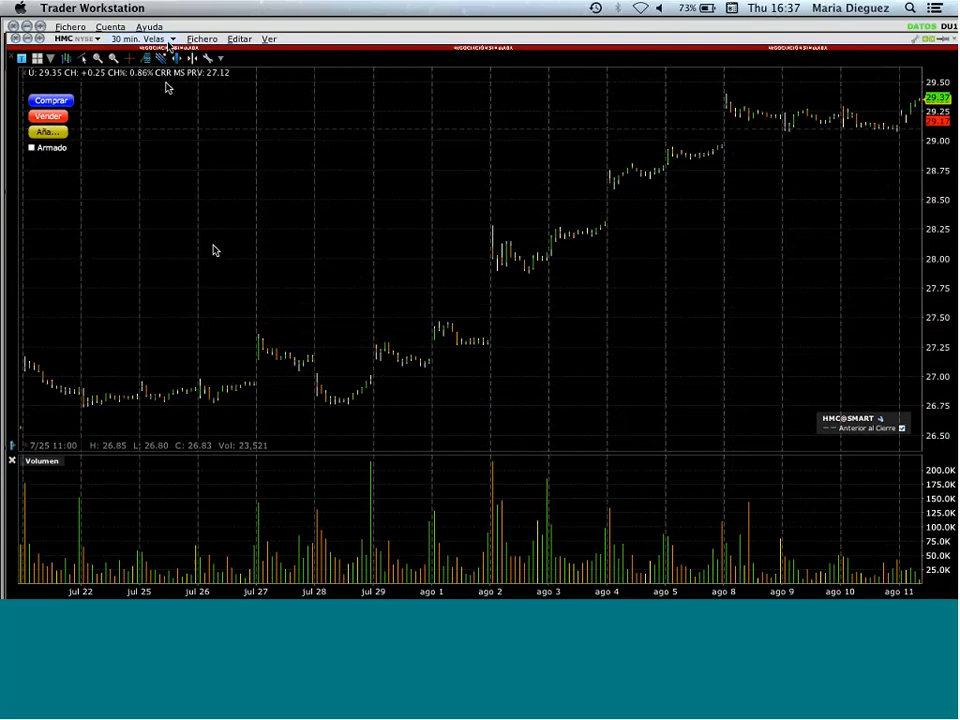 Trader Workstation 73% Thu 16:37 Maria Dieguez
Fichero Cuenta Ayuda DATOS DU1
HMC NYSE 30 min. Velas Fichero Editar Ver
U: 29.35 CH: +0.25 CH%: 0.86% CRR MS PRV: 27.12
Comprar
Vender
Aña...
Armado
29.50
29.37
29.25
29.17
29.00
28.75
28.50
28.25
28.00
27.75
27.50
27.25
27.00
26.75
26.50
HMC@SMART
Anterior al Cierre
7/25 11:00 H: 26.85 L: 26.80 C: 26.83 Vol: 23,521
Volumen
200.0K
175.0K
150.0K
125.0K
100.0K
75.0K
50.0K
25.0K
jul 22 jul 25 jul 26 jul 27 jul 28 jul 29 ago 1 ago 2 ago 3 ago 4 ago 5 ago 8 ago 9 ago 10 ago 11